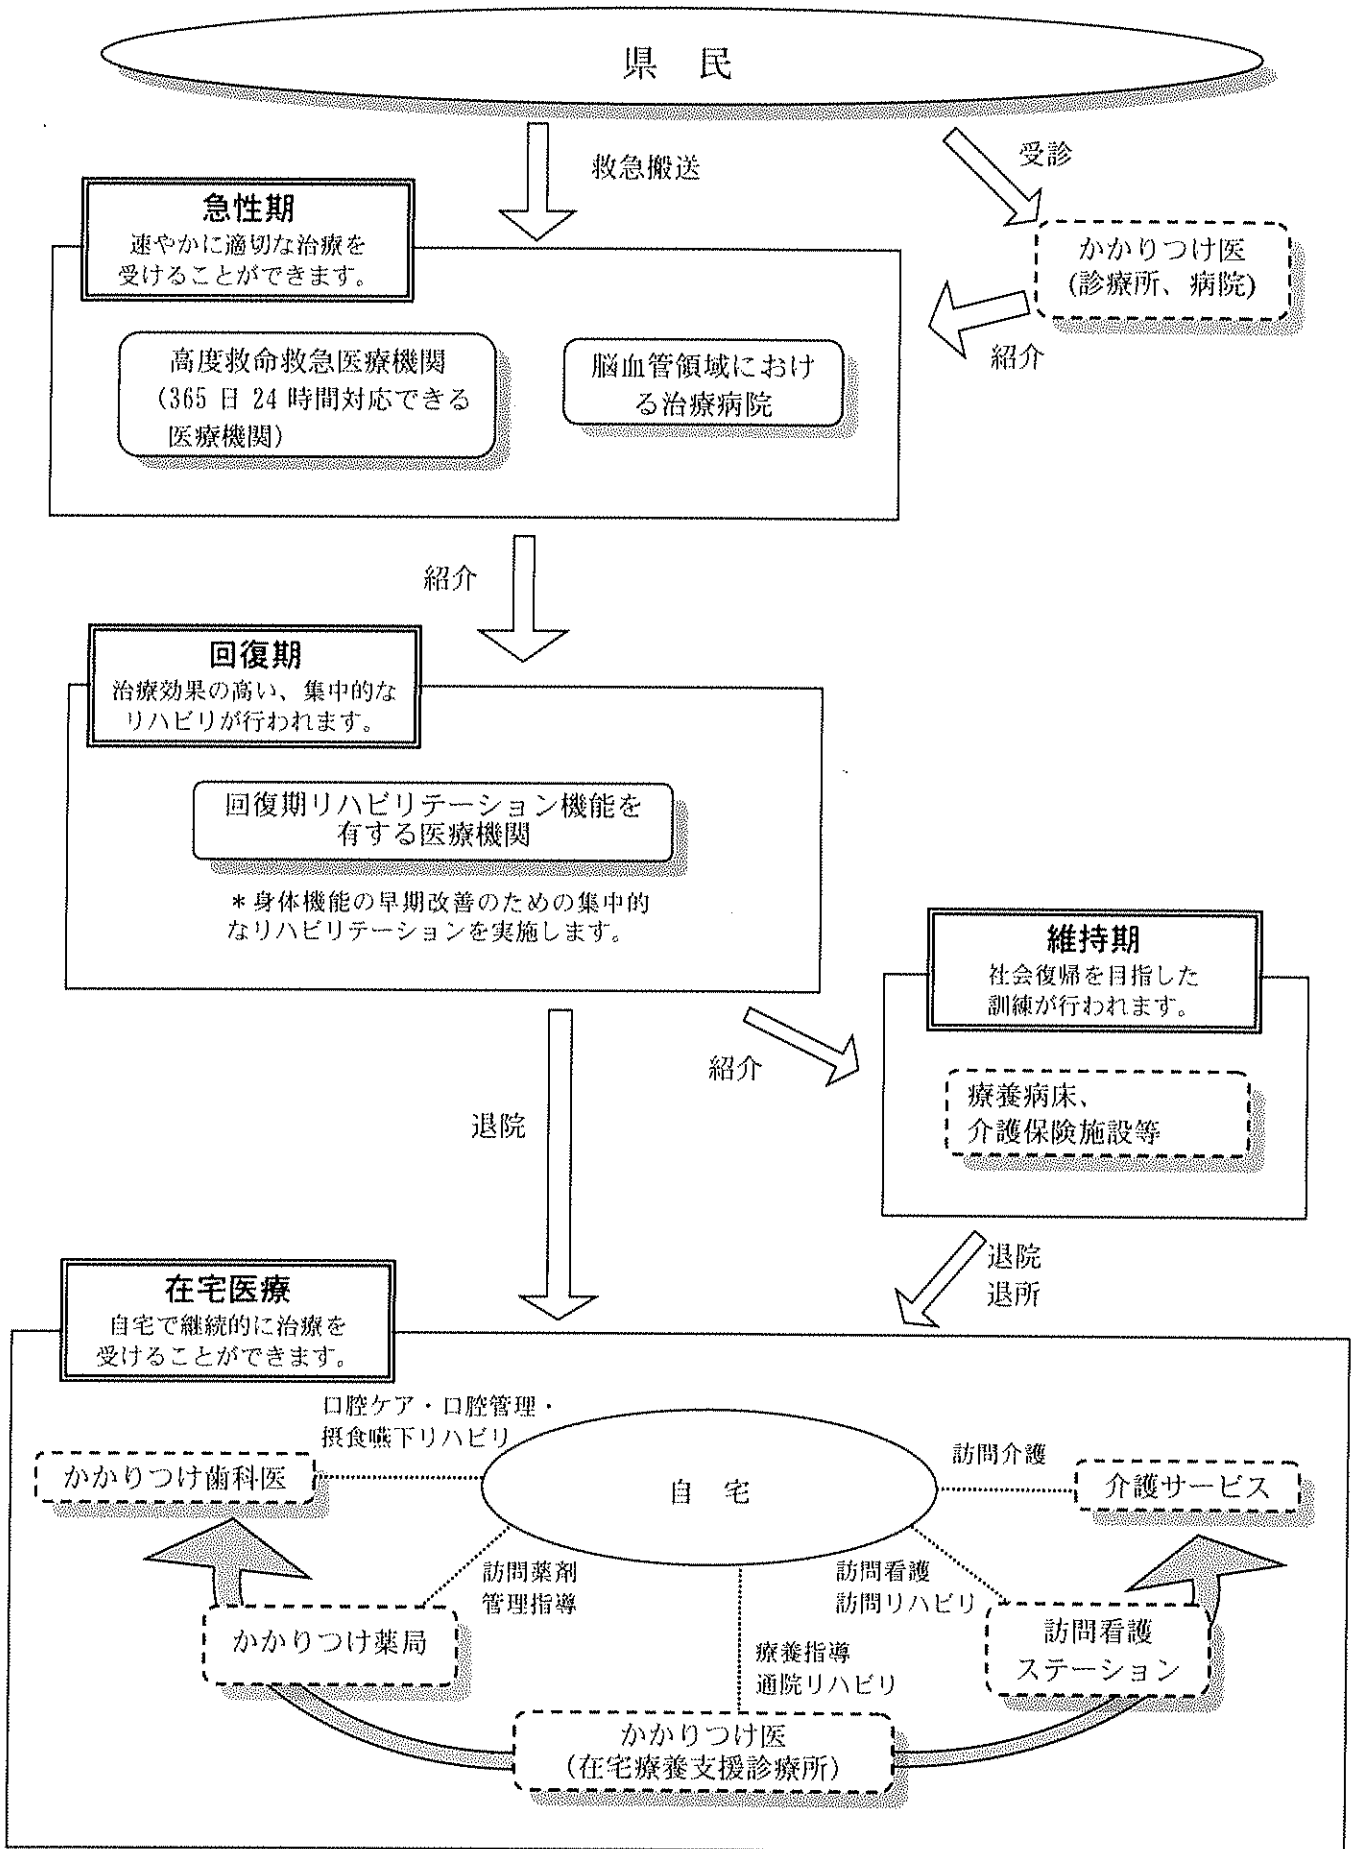 県　民
救急搬送
受診
急性期
速やかに適切な治療を
受けることができます。
かかりつけ医
(診療所、病院)
紹介
高度救命救急医療機関
（365 日 24 時間対応できる
医療機関）
脳血管領域におけ
る治療病院
紹介
回復期
治療効果の高い、集中的な
リハビリが行われます。
回復期リハビリテーション機能を
有する医療機関
＊身体機能の早期改善のための集中的
なリハビリテーションを実施します。
維持期
社会復帰を目指した
訓練が行われます。
紹介
療養病床、
介護保険施設等
退院
退院
退所
在宅医療
自宅で継続的に治療を
受けることができます。
口腔ケア・口腔管理・
摂食嚥下リハビリ
かかりつけ歯科医
自　宅
訪問介護
介護サービス
訪問薬剤
管理指導
訪問看護
訪問リハビリ
かかりつけ薬局
療養指導
通院リハビリ
訪問看護
ステーション
かかりつけ医
（在宅療養支援診療所）